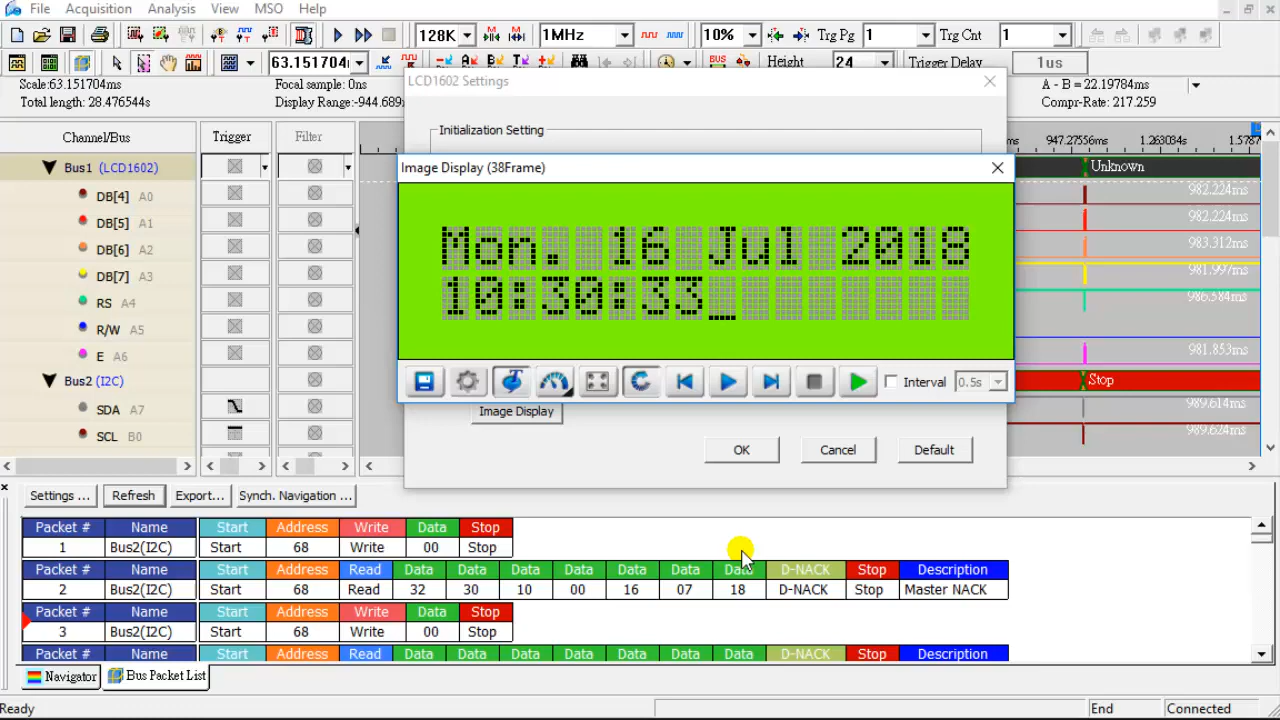 File Acquisition Analysis View MSO Help
128K 1MHz 10% Trg Pg 1 Trg Cnt 1
63.151704m Height 24 Trigger Delay 1us
Scale:63.151704ms Focal sample: 0ns A - B = 22.19784ms
Total length: 28.476544s Display Range:-944.689m Compr-Rate: 217.259
LCD1602 Settings
Initialization Setting
Channel/Bus Trigger Filter 947.27556ms 1.263084s 1.5787
Image Display (38Frame)
Bus1 (LCD1602) Unknown
DB[4] A0 982.224ms
DB[5] A1 982.224ms
DB[6] A2 983.312ms
DB[7] A3 981.997ms
RS A4 986.584ms
R/W A5
E A6 981.853ms
Bus2 (I2C) Stop
SDA A7 989.614ms
SCL B0 989.624ms
Mon. 16 Jul 2018
10:30:33_
Interval 0.5s
Image Display
OK Cancel Default
Settings ... Refresh Export... Synch. Navigation ...
Packet # Name Start Address Write Data Stop
1 Bus2(I2C) Start 68 Write 00 Stop
Packet # Name Start Address Read Data Data Data Data Data Data Data D-NACK Stop Description
2 Bus2(I2C) Start 68 Read 32 30 10 00 16 07 18 D-NACK Stop Master NACK
Packet # Name Start Address Write Data Stop
3 Bus2(I2C) Start 68 Write 00 Stop
Packet # Name Start Address Read Data Data Data Data Data Data Data D-NACK Stop Description
Navigator Bus Packet List
Ready End Connected